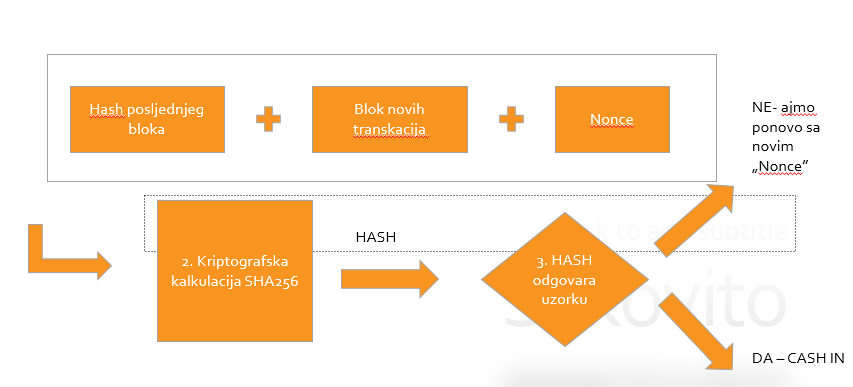 Hash posljednjeg
bloka
Blok novih
transkacija
Nonce
NE- ajmo
ponovo sa
novim
„Nonce”
2. Kriptografska
kalkulacija SHA256
HASH
3. HASH
odgovara
uzorku
DA – CASH IN